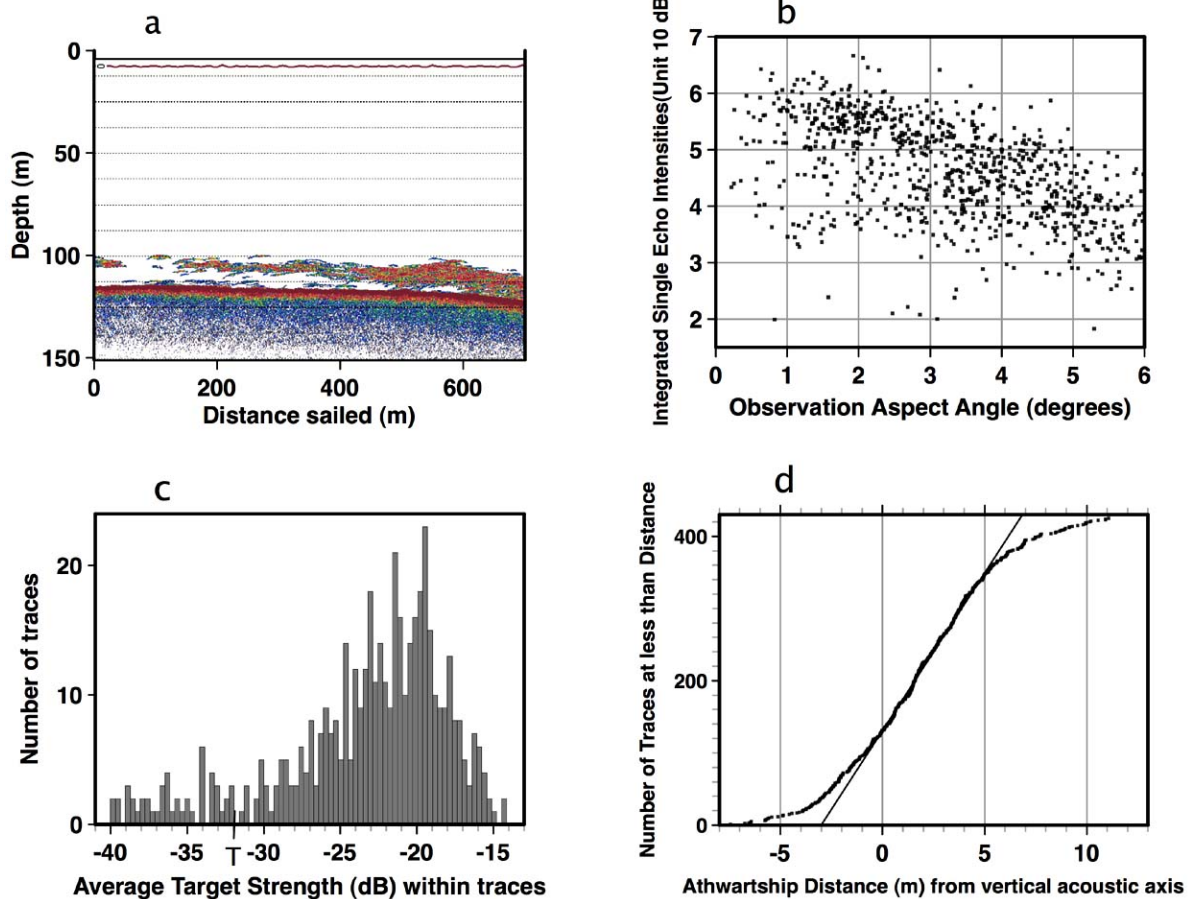 a
0
50
100
150
Depth (m)
0 200 400 600
Distance sailed (m)
b
7
6
5
4
3
2
Integrated Single Echo Intensities(Unit 10 dB
0 1 2 3 4 5 6
Observation Aspect Angle (degrees)
c
20
10
0
Number of traces
-40 -35 T -30 -25 -20 -15
Average Target Strength (dB) within traces
d
400
200
0
Number of Traces at less than Distance
-5 0 5 10
Athwartship Distance (m) from vertical acoustic axis